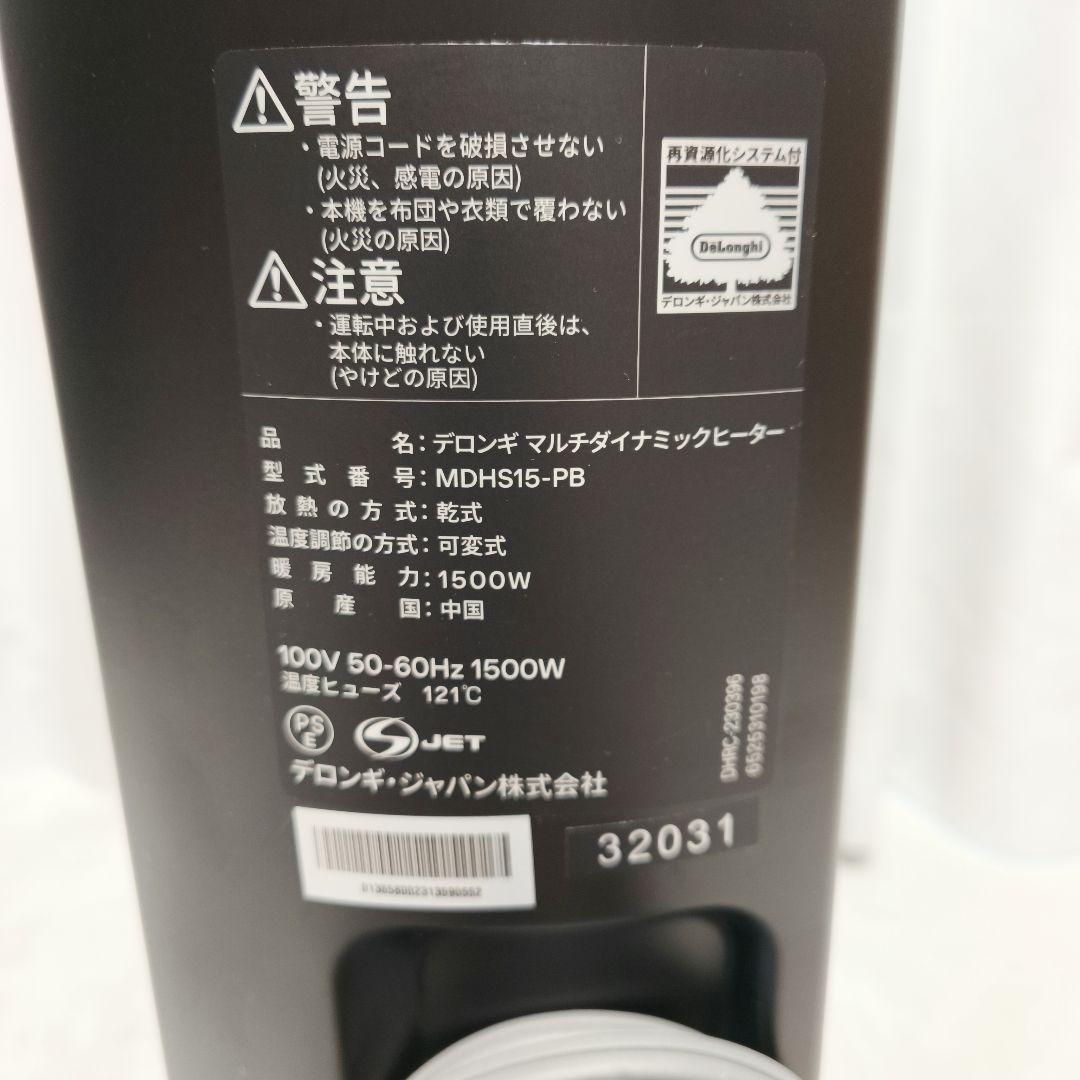 警告
・電源コードを破損させない
(火災、感電の原因)
・本機を布団や衣類で覆わない
(火災の原因)
注意
・運転中および使用直後は、
本体に触れない
(やけどの原因)
再資源化システム付
DeLonghi
デロンギ・ジャパン株式会社
品名：デロンギ マルチダイナミックヒーター
型式番号：MDHS15-PB
放熱の方式：乾式
温度調節の方式：可変式
暖房能力：1500W
原産国：中国
100V 50-60Hz 1500W
温度ヒューズ 121℃
PS
E
JET
デロンギ・ジャパン株式会社
DHRC-230396
6525310198
32031